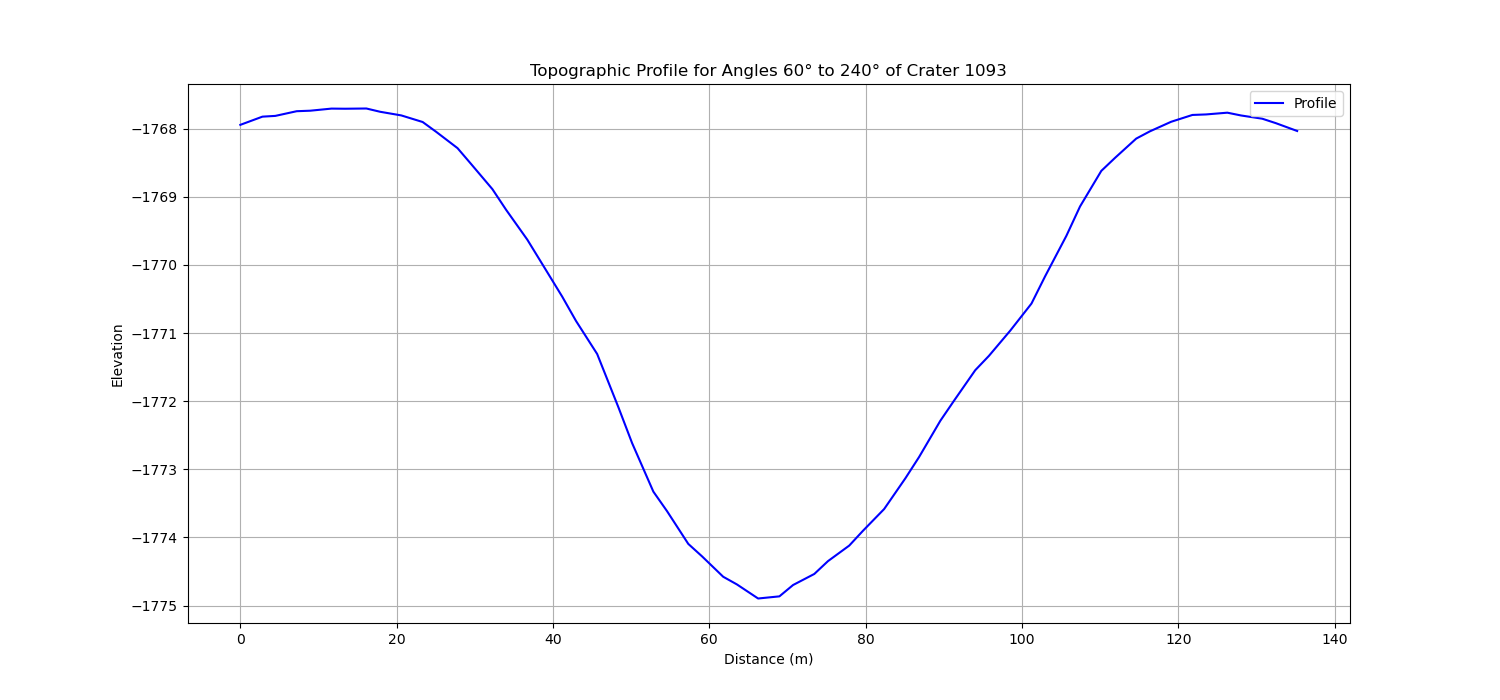 Topographic Profile for Angles 60° to 240° of Crater 1093
Profile
−1768
−1769
−1770
−1771
−1772
−1773
−1774
−1775
Elevation
0 20 40 60 80 100 120 140
Distance (m)